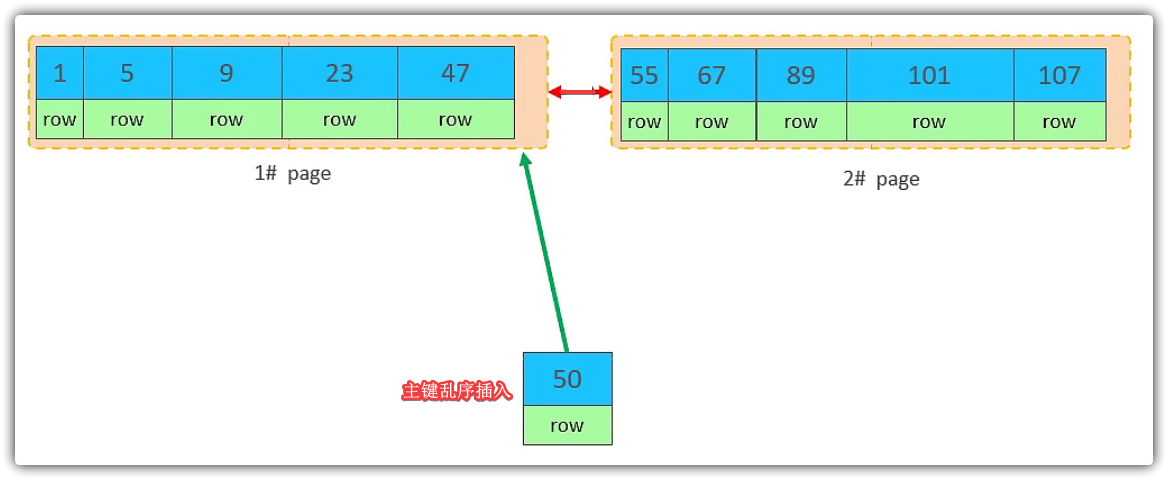 1 5 9 23 47
row row row row row
1# page
55 67 89 101 107
row row row row row
2# page
主键乱序插入
50
row